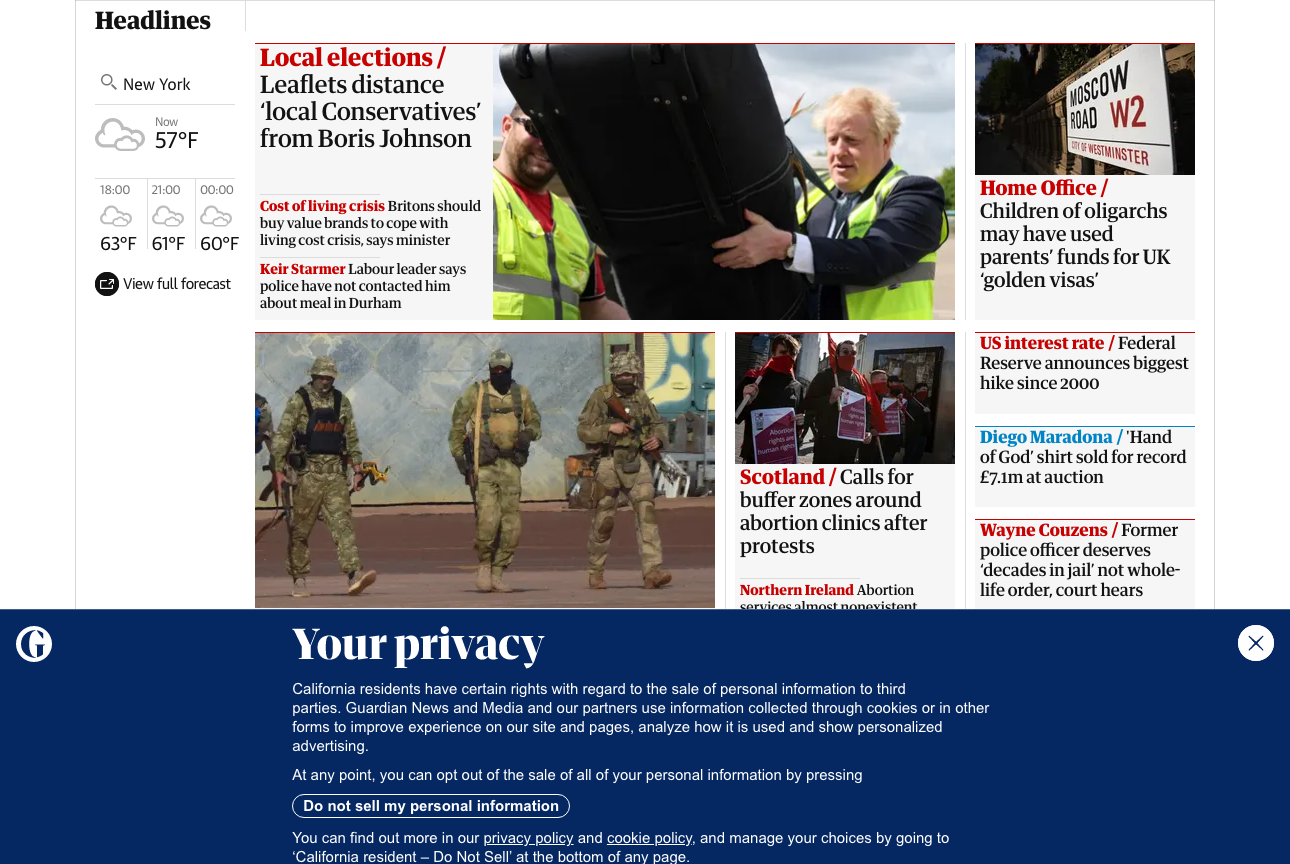 Headlines
New York
Now
57°F
18:00
21:00
00:00
63°F
61°F
60°F
View full forecast
Local elections /
Leaflets distance
‘local Conservatives’
from Boris Johnson
Cost of living crisis Britons should
buy value brands to cope with
living cost crisis, says minister
Keir Starmer Labour leader says
police have not contacted him
about meal in Durham
MOSCOW
ROAD W2
CITY OF WESTMINSTER
Home Office /
Children of oligarchs
may have used
parents’ funds for UK
‘golden visas’
Abortion
rights are
human rights
Scotland / Calls for
buffer zones around
abortion clinics after
protests
Northern Ireland Abortion
services almost nonexistent
US interest rate / Federal
Reserve announces biggest
hike since 2000
Diego Maradona / 'Hand
of God’ shirt sold for record
£7.1m at auction
Wayne Couzens / Former
police officer deserves
‘decades in jail’ not whole-
life order, court hears
G
Your privacy
California residents have certain rights with regard to the sale of personal information to third
parties. Guardian News and Media and our partners use information collected through cookies or in other
forms to improve experience on our site and pages, analyze how it is used and show personalized
advertising.
At any point, you can opt out of the sale of all of your personal information by pressing
Do not sell my personal information
You can find out more in our privacy policy and cookie policy, and manage your choices by going to
‘California resident – Do Not Sell’ at the bottom of any page.